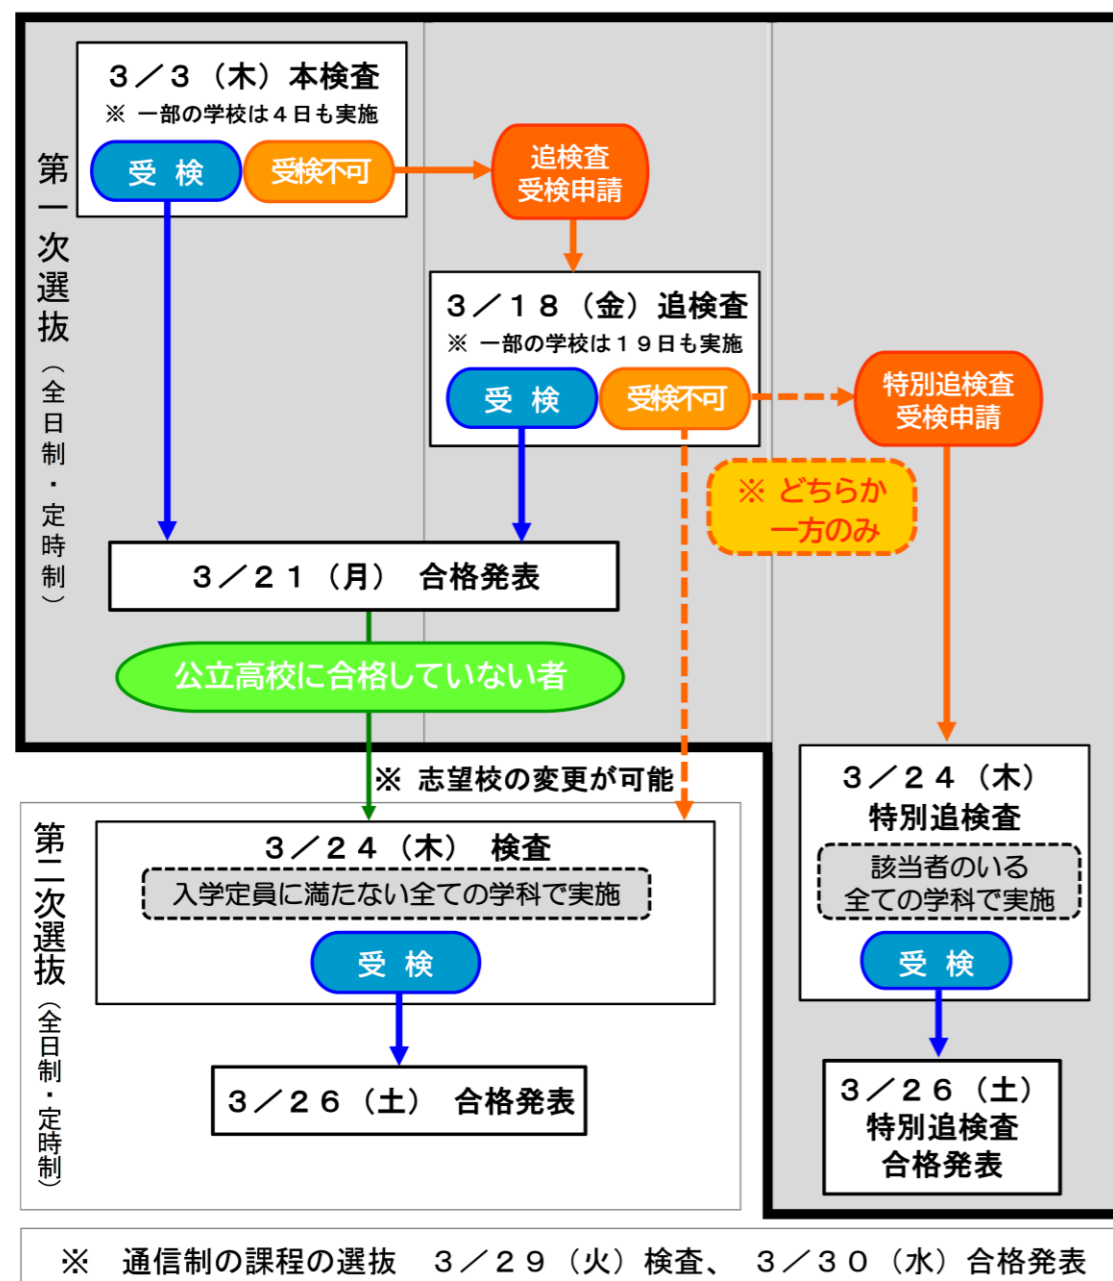 第一次選抜（全日制・定時制）
３／３（木）本検査
※ 一部の学校は４日も実施
受 検
受検不可
追検査
受検申請
３／１８（金）追検査
※ 一部の学校は１９日も実施
受 検
受検不可
特別追検査
受検申請
※ どちらか
一方のみ
３／２１（月） 合格発表
公立高校に合格していない者
※ 志望校の変更が可能
第二次選抜（全日制・定時制）
３／２４（木） 検査
入学定員に満たない全ての学科で実施
受 検
３／２６（土） 合格発表
３／２４（木）
特別追検査
該当者のいる
全ての学科で実施
受 検
３／２６（土）
特別追検査
合格発表
※ 通信制の課程の選抜 ３／２９（火）検査、 ３／３０（水）合格発表